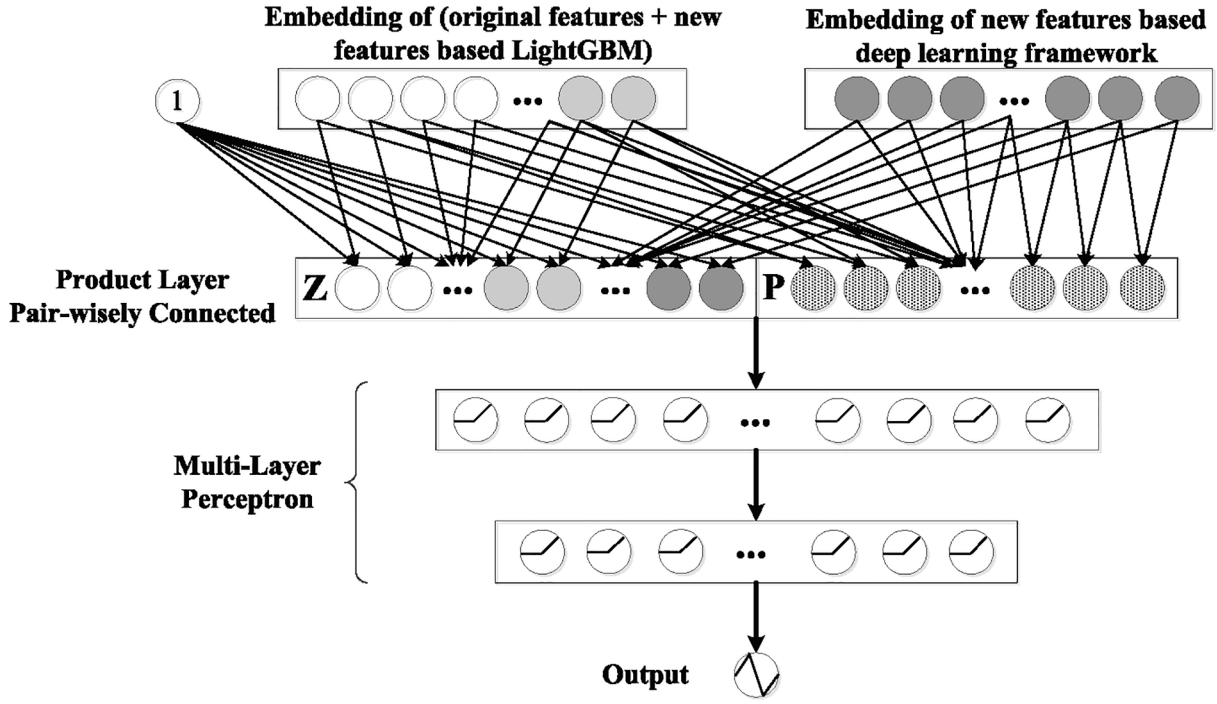 Embedding of (original features + new
features based LightGBM)
Embedding of new features based
deep learning framework
1
...
...
Product Layer
Pair-wisely Connected
Z
...
...
P
...
...
Multi-Layer
Perceptron
...
Output